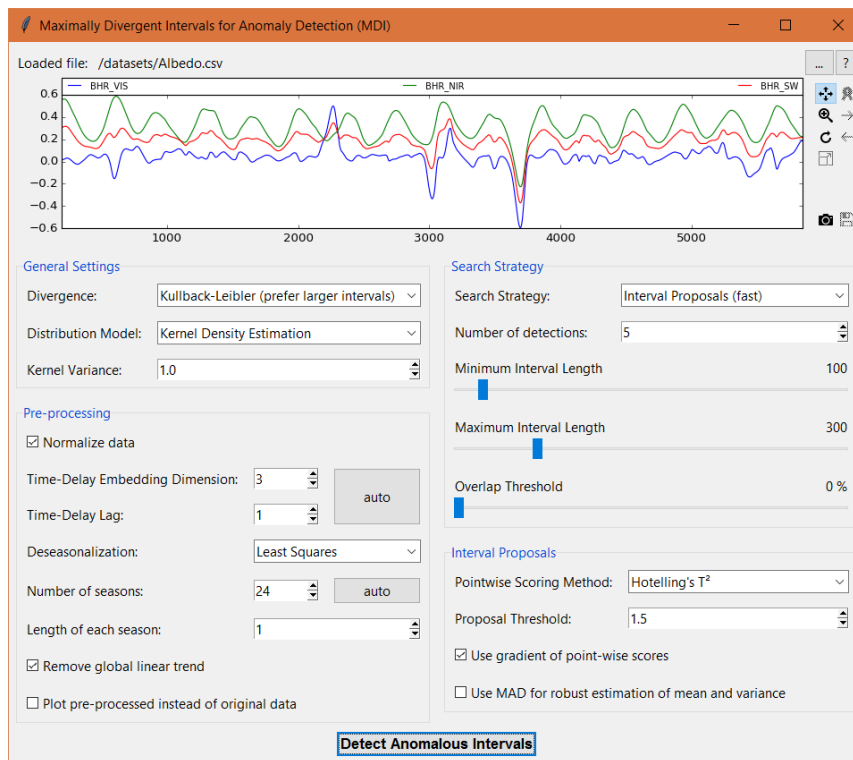 Maximally Divergent Intervals for Anomaly Detection (MDI)
Loaded file: /datasets/Albedo.csv
...
?
BHR_VIS BHR_NIR BHR_SW
0.6
0.4
0.2
0.0
−0.2
−0.4
−0.6
1000 2000 3000 4000 5000
General Settings
Divergence: Kullback-Leibler (prefer larger intervals)
Distribution Model: Kernel Density Estimation
Kernel Variance: 1.0
Pre-processing
Normalize data
Time-Delay Embedding Dimension: 3
auto
Time-Delay Lag: 1
Deseasonalization: Least Squares
Number of seasons: 24 auto
Length of each season: 1
Remove global linear trend
Plot pre-processed instead of original data
Search Strategy
Search Strategy: Interval Proposals (fast)
Number of detections: 5
Minimum Interval Length 100
Maximum Interval Length 300
Overlap Threshold 0 %
Interval Proposals
Pointwise Scoring Method: Hotelling's T²
Proposal Threshold: 1.5
Use gradient of point-wise scores
Use MAD for robust estimation of mean and variance
Detect Anomalous Intervals